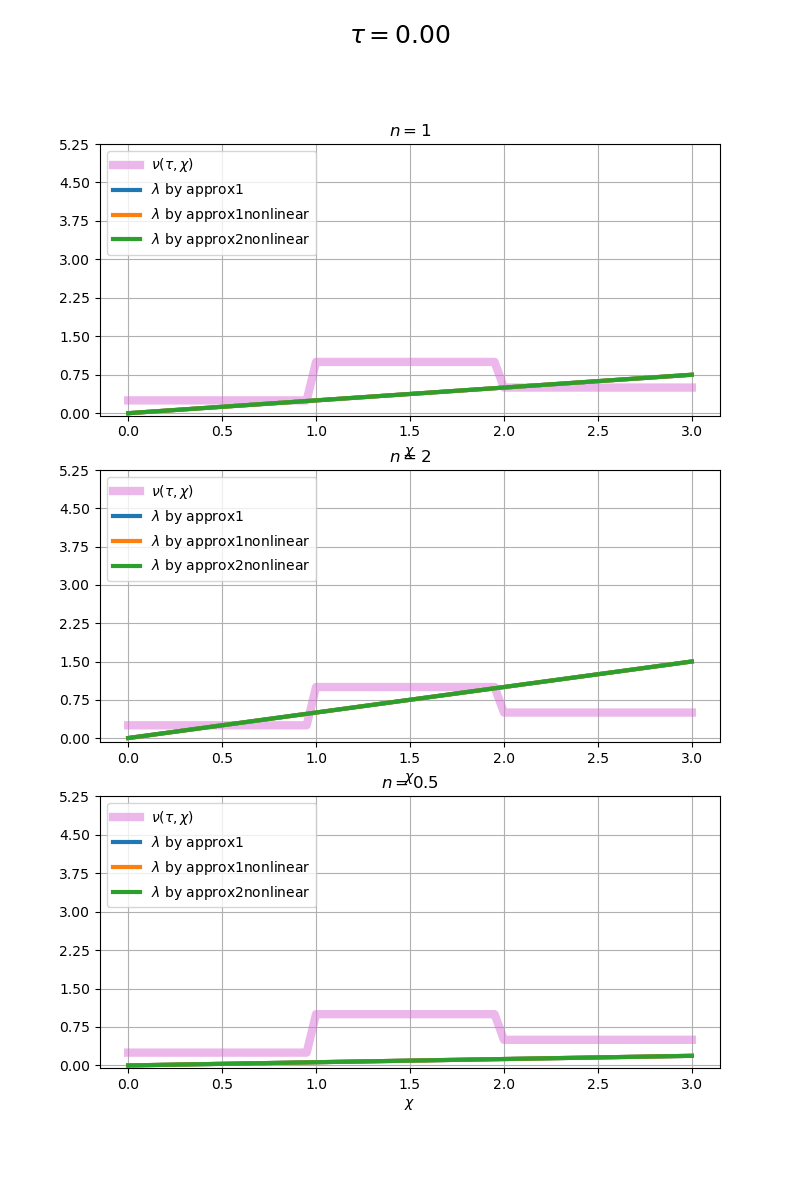 τ = 0.00
n = 1
5.25
4.50
3.75
3.00
2.25
1.50
0.75
0.00
ν(τ, χ)
λ by approx1
λ by approx1nonlinear
λ by approx2nonlinear
0.0 0.5 1.0 1.5 2.0 2.5 3.0
χ
n = 2
5.25
4.50
3.75
3.00
2.25
1.50
0.75
0.00
ν(τ, χ)
λ by approx1
λ by approx1nonlinear
λ by approx2nonlinear
0.0 0.5 1.0 1.5 2.0 2.5 3.0
χ
n = 0.5
5.25
4.50
3.75
3.00
2.25
1.50
0.75
0.00
ν(τ, χ)
λ by approx1
λ by approx1nonlinear
λ by approx2nonlinear
0.0 0.5 1.0 1.5 2.0 2.5 3.0
χ